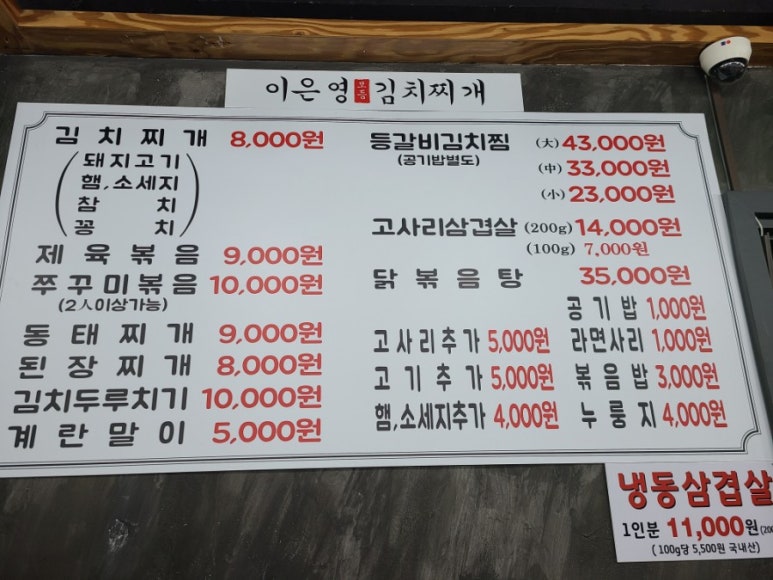 이은영 김치찌개
김치찌개 8,000원
(돼지고기
햄,소세지
참치
꽁치)
제육볶음 9,000원
쭈꾸미볶음 10,000원
(2人이상가능)
동태찌개 9,000원
된장찌개 8,000원
김치두루치기 10,000원
계란말이 5,000원
등갈비김치찜 (大) 43,000원
(공기밥별도)
(中) 33,000원
(小) 23,000원
고사리삼겹살 (200g) 14,000원
(100g) 7,000원
닭볶음탕 35,000원
공기밥 1,000원
고사리추가 5,000원 라면사리 1,000원
고기추가 5,000원 볶음밥 3,000원
햄,소세지추가 4,000원 누룽지 4,000원
냉동삼겹살
1인분 11,000원
(100g당 5,500원 국내산)